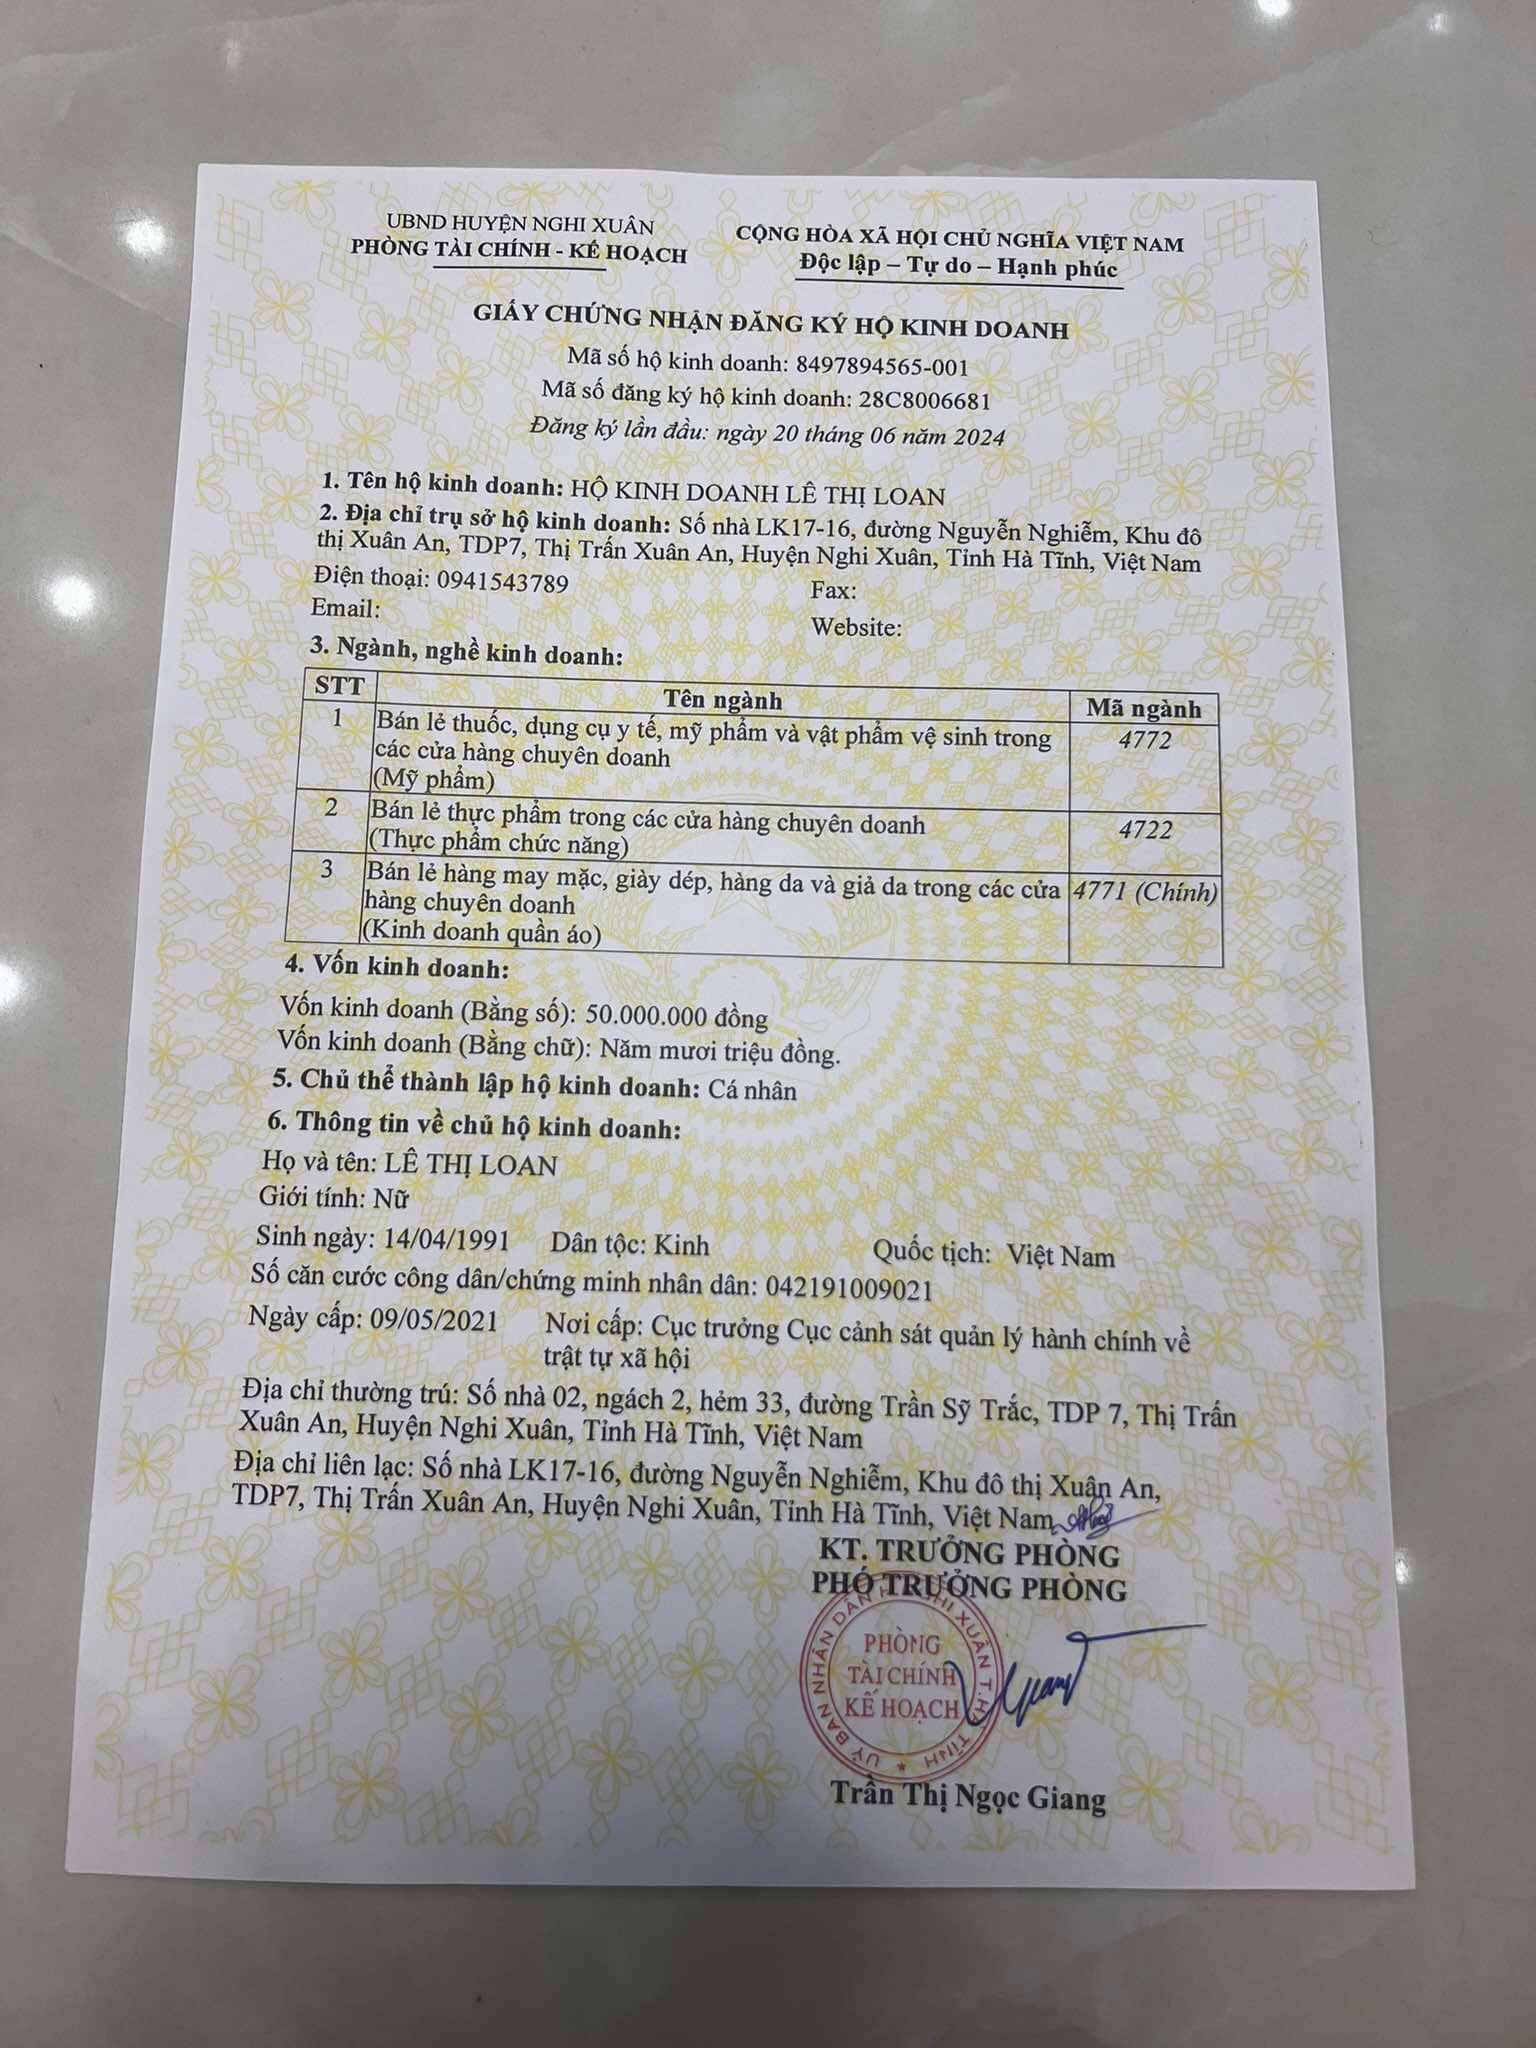 UBND HUYỆN NGHI XUÂN
PHÒNG TÀI CHÍNH - KẾ HOẠCH
CỘNG HÒA XÃ HỘI CHỦ NGHĨA VIỆT NAM
Độc lập – Tự do – Hạnh phúc
GIẤY CHỨNG NHẬN ĐĂNG KÝ HỘ KINH DOANH
Mã số hộ kinh doanh: 8497894565-001
Mã số đăng ký hộ kinh doanh: 28C8006681
Đăng ký lần đầu: ngày 20 tháng 06 năm 2024
1. Tên hộ kinh doanh: HỘ KINH DOANH LÊ THỊ LOAN
2. Địa chỉ trụ sở hộ kinh doanh: Số nhà LK17-16, đường Nguyễn Nghiễm, Khu đô
thị Xuân An, TDP7, Thị Trấn Xuân An, Huyện Nghi Xuân, Tỉnh Hà Tĩnh, Việt Nam
Điện thoại: 0941543789 Fax:
Email: Website:
3. Ngành, nghề kinh doanh:
STT Tên ngành Mã ngành
1 Bán lẻ thuốc, dụng cụ y tế, mỹ phẩm và vật phẩm vệ sinh trong 4772
các cửa hàng chuyên doanh
(Mỹ phẩm)
2 Bán lẻ thực phẩm trong các cửa hàng chuyên doanh 4722
(Thực phẩm chức năng)
3 Bán lẻ hàng may mặc, giày dép, hàng da và giả da trong các cửa 4771 (Chính)
hàng chuyên doanh
(Kinh doanh quần áo)
4. Vốn kinh doanh:
Vốn kinh doanh (Bằng số): 50.000.000 đồng
Vốn kinh doanh (Bằng chữ): Năm mươi triệu đồng.
5. Chủ thể thành lập hộ kinh doanh: Cá nhân
6. Thông tin về chủ hộ kinh doanh:
Họ và tên: LÊ THỊ LOAN
Giới tính: Nữ
Sinh ngày: 14/04/1991 Dân tộc: Kinh Quốc tịch: Việt Nam
Số căn cước công dân/chứng minh nhân dân: 042191009021
Ngày cấp: 09/05/2021 Nơi cấp: Cục trưởng Cục cảnh sát quản lý hành chính về
trật tự xã hội
Địa chỉ thường trú: Số nhà 02, ngách 2, hẻm 33, đường Trần Sỹ Trắc, TDP 7, Thị Trấn
Xuân An, Huyện Nghi Xuân, Tỉnh Hà Tĩnh, Việt Nam
Địa chỉ liên lạc: Số nhà LK17-16, đường Nguyễn Nghiễm, Khu đô thị Xuân An,
TDP7, Thị Trấn Xuân An, Huyện Nghi Xuân, Tỉnh Hà Tĩnh, Việt Nam
KT. TRƯỞNG PHÒNG
PHÓ TRƯỞNG PHÒNG
PHÒNG
TÀI CHÍNH
KẾ HOẠCH
ỦY BAN NHÂN DÂN XUÂN TĨNH
Trần Thị Ngọc Giang